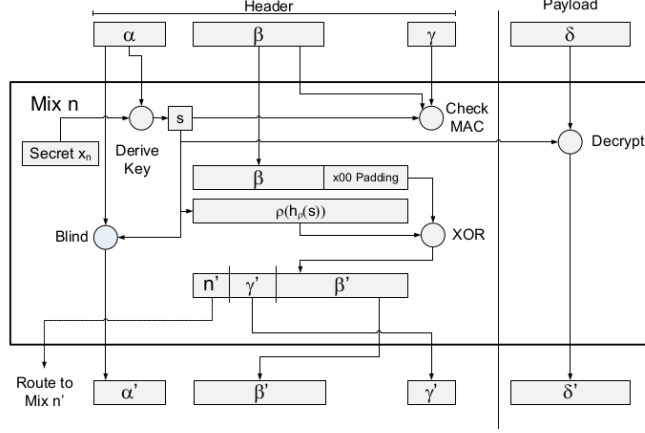 Header
Payload
α
β
γ
δ
Mix n
s
Check
MAC
Secret xn
Derive
Key
Decrypt
β
x00 Padding
ρ(hρ(s))
Blind
XOR
n’
γ’
β’
Route to
Mix n’
α’
β’
γ’
δ’